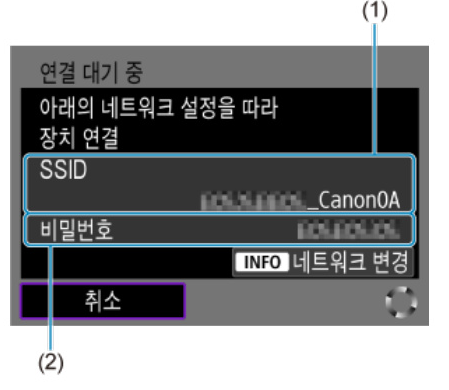 (1)
연결 대기 중
아래의 네트워크 설정을 따라
장치 연결
SSID
_Canon0A
비밀번호
INFO 네트워크 변경
취소
(2)